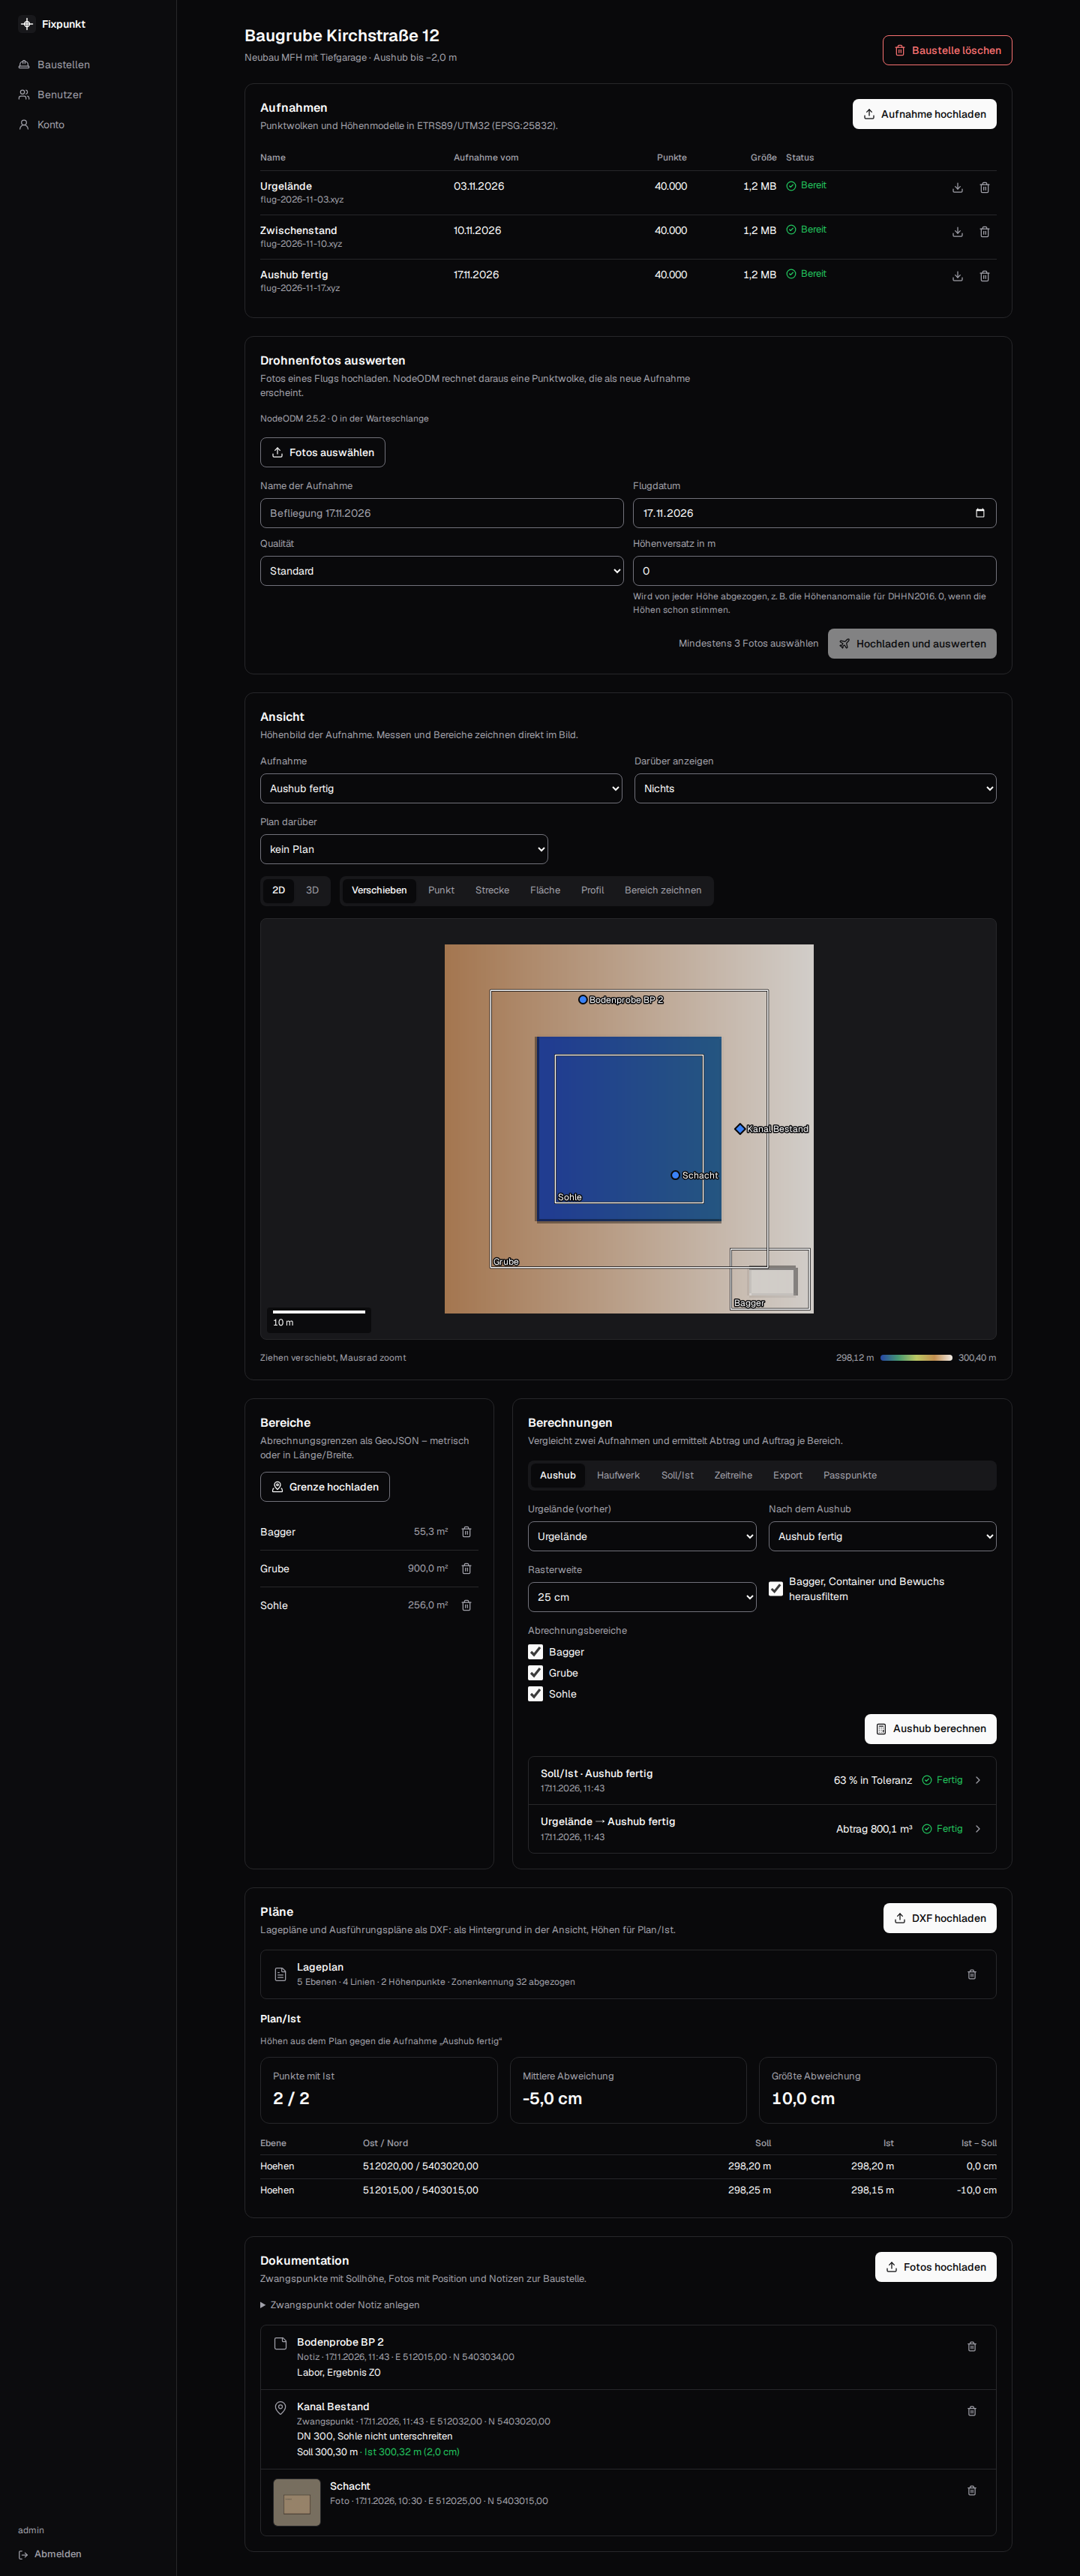 Fixpunkt
Baustellen
Benutzer
Konto
Baugrube Kirchstraße 12
Neubau MFH mit Tiefgarage · Aushub bis −2,0 m
Baustelle löschen
Aufnahmen
Punktwolken und Höhenmodelle in ETRS89/UTM32 (EPSG:25832).
Aufnahme hochladen
Name Aufnahme vom Punkte Größe Status
Urgelände 03.11.2026 40.000 1,2 MB Bereit
flug-2026-11-03.xyz
Zwischenstand 10.11.2026 40.000 1,2 MB Bereit
flug-2026-11-10.xyz
Aushub fertig 17.11.2026 40.000 1,2 MB Bereit
flug-2026-11-17.xyz
Drohnenfotos auswerten
Fotos eines Flugs hochladen. NodeODM rechnet daraus eine Punktwolke, die als neue Aufnahme
erscheint.
NodeODM 2.5.2 · 0 in der Warteschlange
Fotos auswählen
Name der Aufnahme Flugdatum
Befliegung 17.11.2026 17.11.2026
Qualität Höhenversatz in m
Standard 0
Wird von jeder Höhe abgezogen, z. B. die Höhenanomalie für DHHN2016. 0, wenn die
Höhen schon stimmen.
Mindestens 3 Fotos auswählen Hochladen und auswerten
Ansicht
Höhenbild der Aufnahme. Messen und Bereiche zeichnen direkt im Bild.
Aufnahme Darüber anzeigen
Aushub fertig Nichts
Plan darüber
kein Plan
2D 3D Verschieben Punkt Strecke Fläche Profil Bereich zeichnen
Bodenprobe BP 2
Kanal Bestand
Schacht
Sohle
Grube
Bagger
10 m
Ziehen verschiebt, Mausrad zoomt 298,12 m 300,40 m
Bereiche
Abrechnungsgrenzen als GeoJSON – metrisch
oder in Länge/Breite.
Grenze hochladen
Bagger 55,3 m²
Grube 900,0 m²
Sohle 256,0 m²
Berechnungen
Vergleicht zwei Aufnahmen und ermittelt Abtrag und Auftrag je Bereich.
Aushub Haufwerk Soll/Ist Zeitreihe Export Passpunkte
Urgelände (vorher) Nach dem Aushub
Urgelände Aushub fertig
Rasterweite
25 cm
Bagger, Container und Bewuchs
herausfiltern
Abrechnungsbereiche
Bagger
Grube
Sohle
Aushub berechnen
Soll/Ist · Aushub fertig 63 % in Toleranz Fertig
17.11.2026, 11:43
Urgelände → Aushub fertig Abtrag 800,1 m³ Fertig
17.11.2026, 11:43
Pläne
Lagepläne und Ausführungspläne als DXF: als Hintergrund in der Ansicht, Höhen für Plan/Ist.
DXF hochladen
Lageplan
5 Ebenen · 4 Linien · 2 Höhenpunkte · Zonenkennung 32 abgezogen
Plan/Ist
Höhen aus dem Plan gegen die Aufnahme „Aushub fertig“
Punkte mit Ist Mittlere Abweichung Größte Abweichung
2 / 2 -5,0 cm 10,0 cm
Ebene Ost / Nord Soll Ist Ist − Soll
Hoehen 512020,00 / 5403020,00 298,20 m 298,20 m 0,0 cm
Hoehen 512015,00 / 5403015,00 298,25 m 298,15 m -10,0 cm
Dokumentation
Zwangspunkte mit Sollhöhe, Fotos mit Position und Notizen zur Baustelle.
Fotos hochladen
Zwangspunkt oder Notiz anlegen
Bodenprobe BP 2
Notiz · 17.11.2026, 11:43 · E 512015,00 · N 5403034,00
Labor, Ergebnis Z0
Kanal Bestand
Zwangspunkt · 17.11.2026, 11:43 · E 512032,00 · N 5403020,00
DN 300, Sohle nicht unterschreiten
Soll 300,30 m · Ist 300,32 m (2,0 cm)
Schacht
Foto · 17.11.2026, 10:30 · E 512025,00 · N 5403015,00
admin
Abmelden